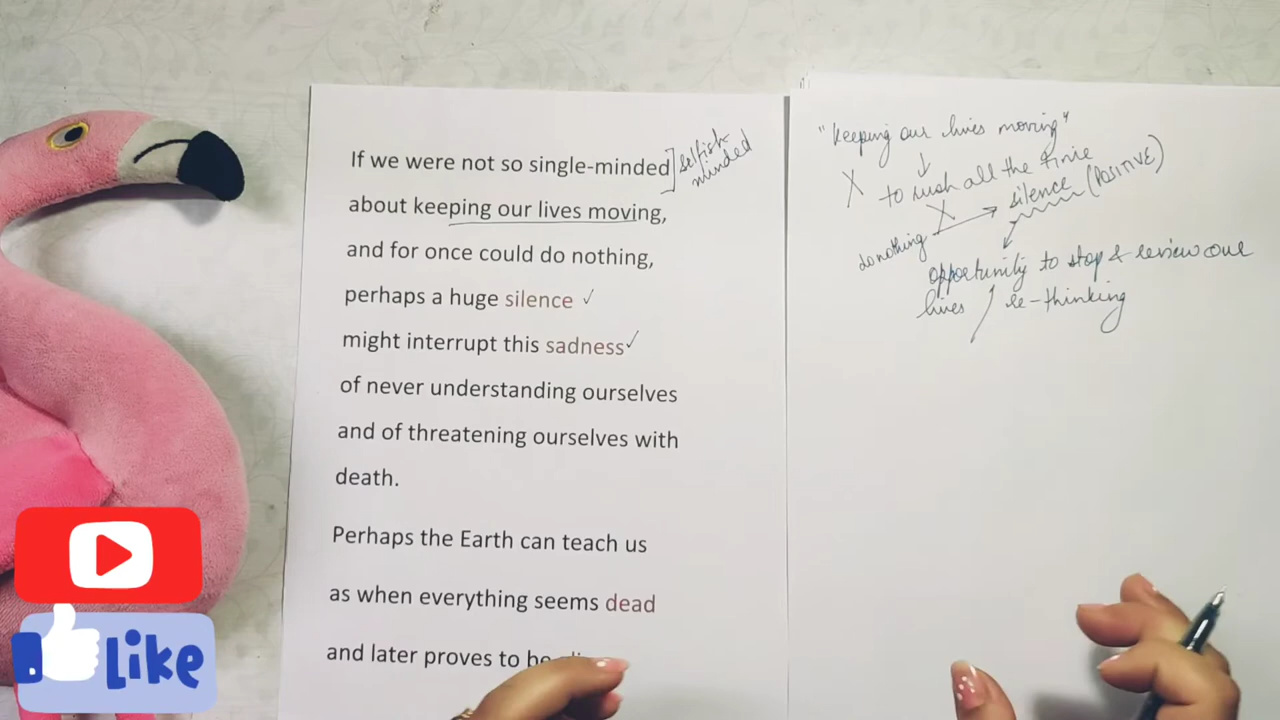 If we were not so single-minded
selfish-
minded
about keeping our lives moving,
and for once could do nothing,
perhaps a huge silence ✓
might interrupt this sadness ✓
of never understanding ourselves
and of threatening ourselves with
death.
Perhaps the Earth can teach us
as when everything seems dead
and later proves to be
"keeping our lives moving"
X to rush all the time
X silence (POSITIVE)
do nothing
opportunity to stop & review our
lives / re-thinking
Like